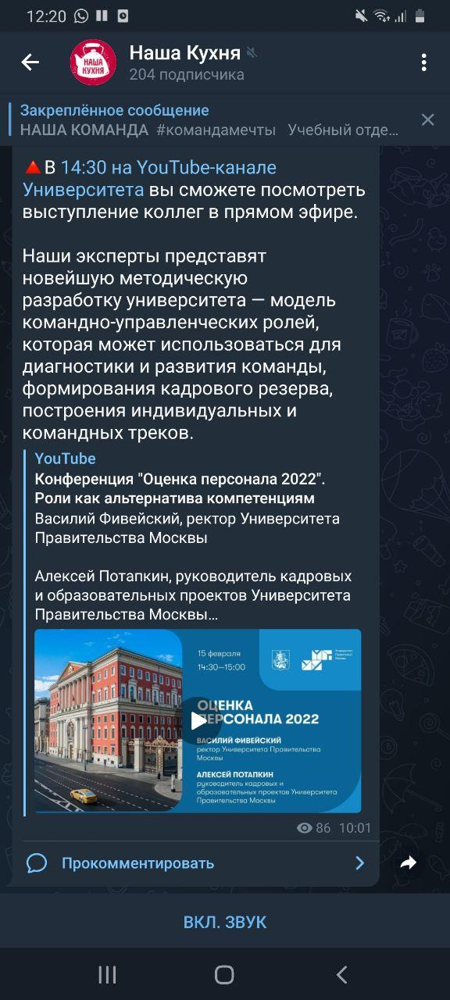 12:20
Наша Кухня
204 подписчика
НАША
КУХНЯ
Закреплённое сообщение
НАША КОМАНДА #командамечты Учебный отде...
🔺В 14:30 на YouTube-канале
Университета вы сможете посмотреть
выступление коллег в прямом эфире.
Наши эксперты представят
новейшую методическую
разработку университета — модель
командно-управленческих ролей,
которая может использоваться для
диагностики и развития команды,
формирования кадрового резерва,
построения индивидуальных и
командных треков.
YouTube
Конференция "Оценка персонала 2022".
Роли как альтернатива компетенциям
Василий Фивейский, ректор Университета
Правительства Москвы
Алексей Потапкин, руководитель кадровых
и образовательных проектов Университета
Правительства Москвы...
15 февраля
14:30—15:00
Университет
Правительства
Москвы
ОЦЕНКА
ПЕРСОНАЛА 2022
ВАСИЛИЙ ФИВЕЙСКИЙ
ректор Университета Правительства
Москвы
АЛЕКСЕЙ ПОТАПКИН
руководитель кадровых и
образовательных проектов Университета
Правительства Москвы
86 10:01
Прокомментировать
ВКЛ. ЗВУК